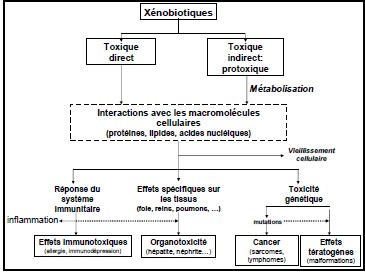 Xénobiotiques
Toxique
direct
Toxique
indirect:
protoxique
Métabolisation
Interactions avec les macromolécules
cellulaires
(protéines, lipides, acides nucléiques)
Vieillissement
cellulaire
Réponse du
système
Immunitaire
Effets spécifiques sur
les tissus
(foie, reins, poumons, …)
Toxicité
génétique
inflammation
mutations
Effets immunotoxiques
(allergie, immunodépression)
Organotoxicité
(hépatite, néphrite…)
Cancer
(sarcomes,
lymphomes)
Effets
tératogènes
(malformations)